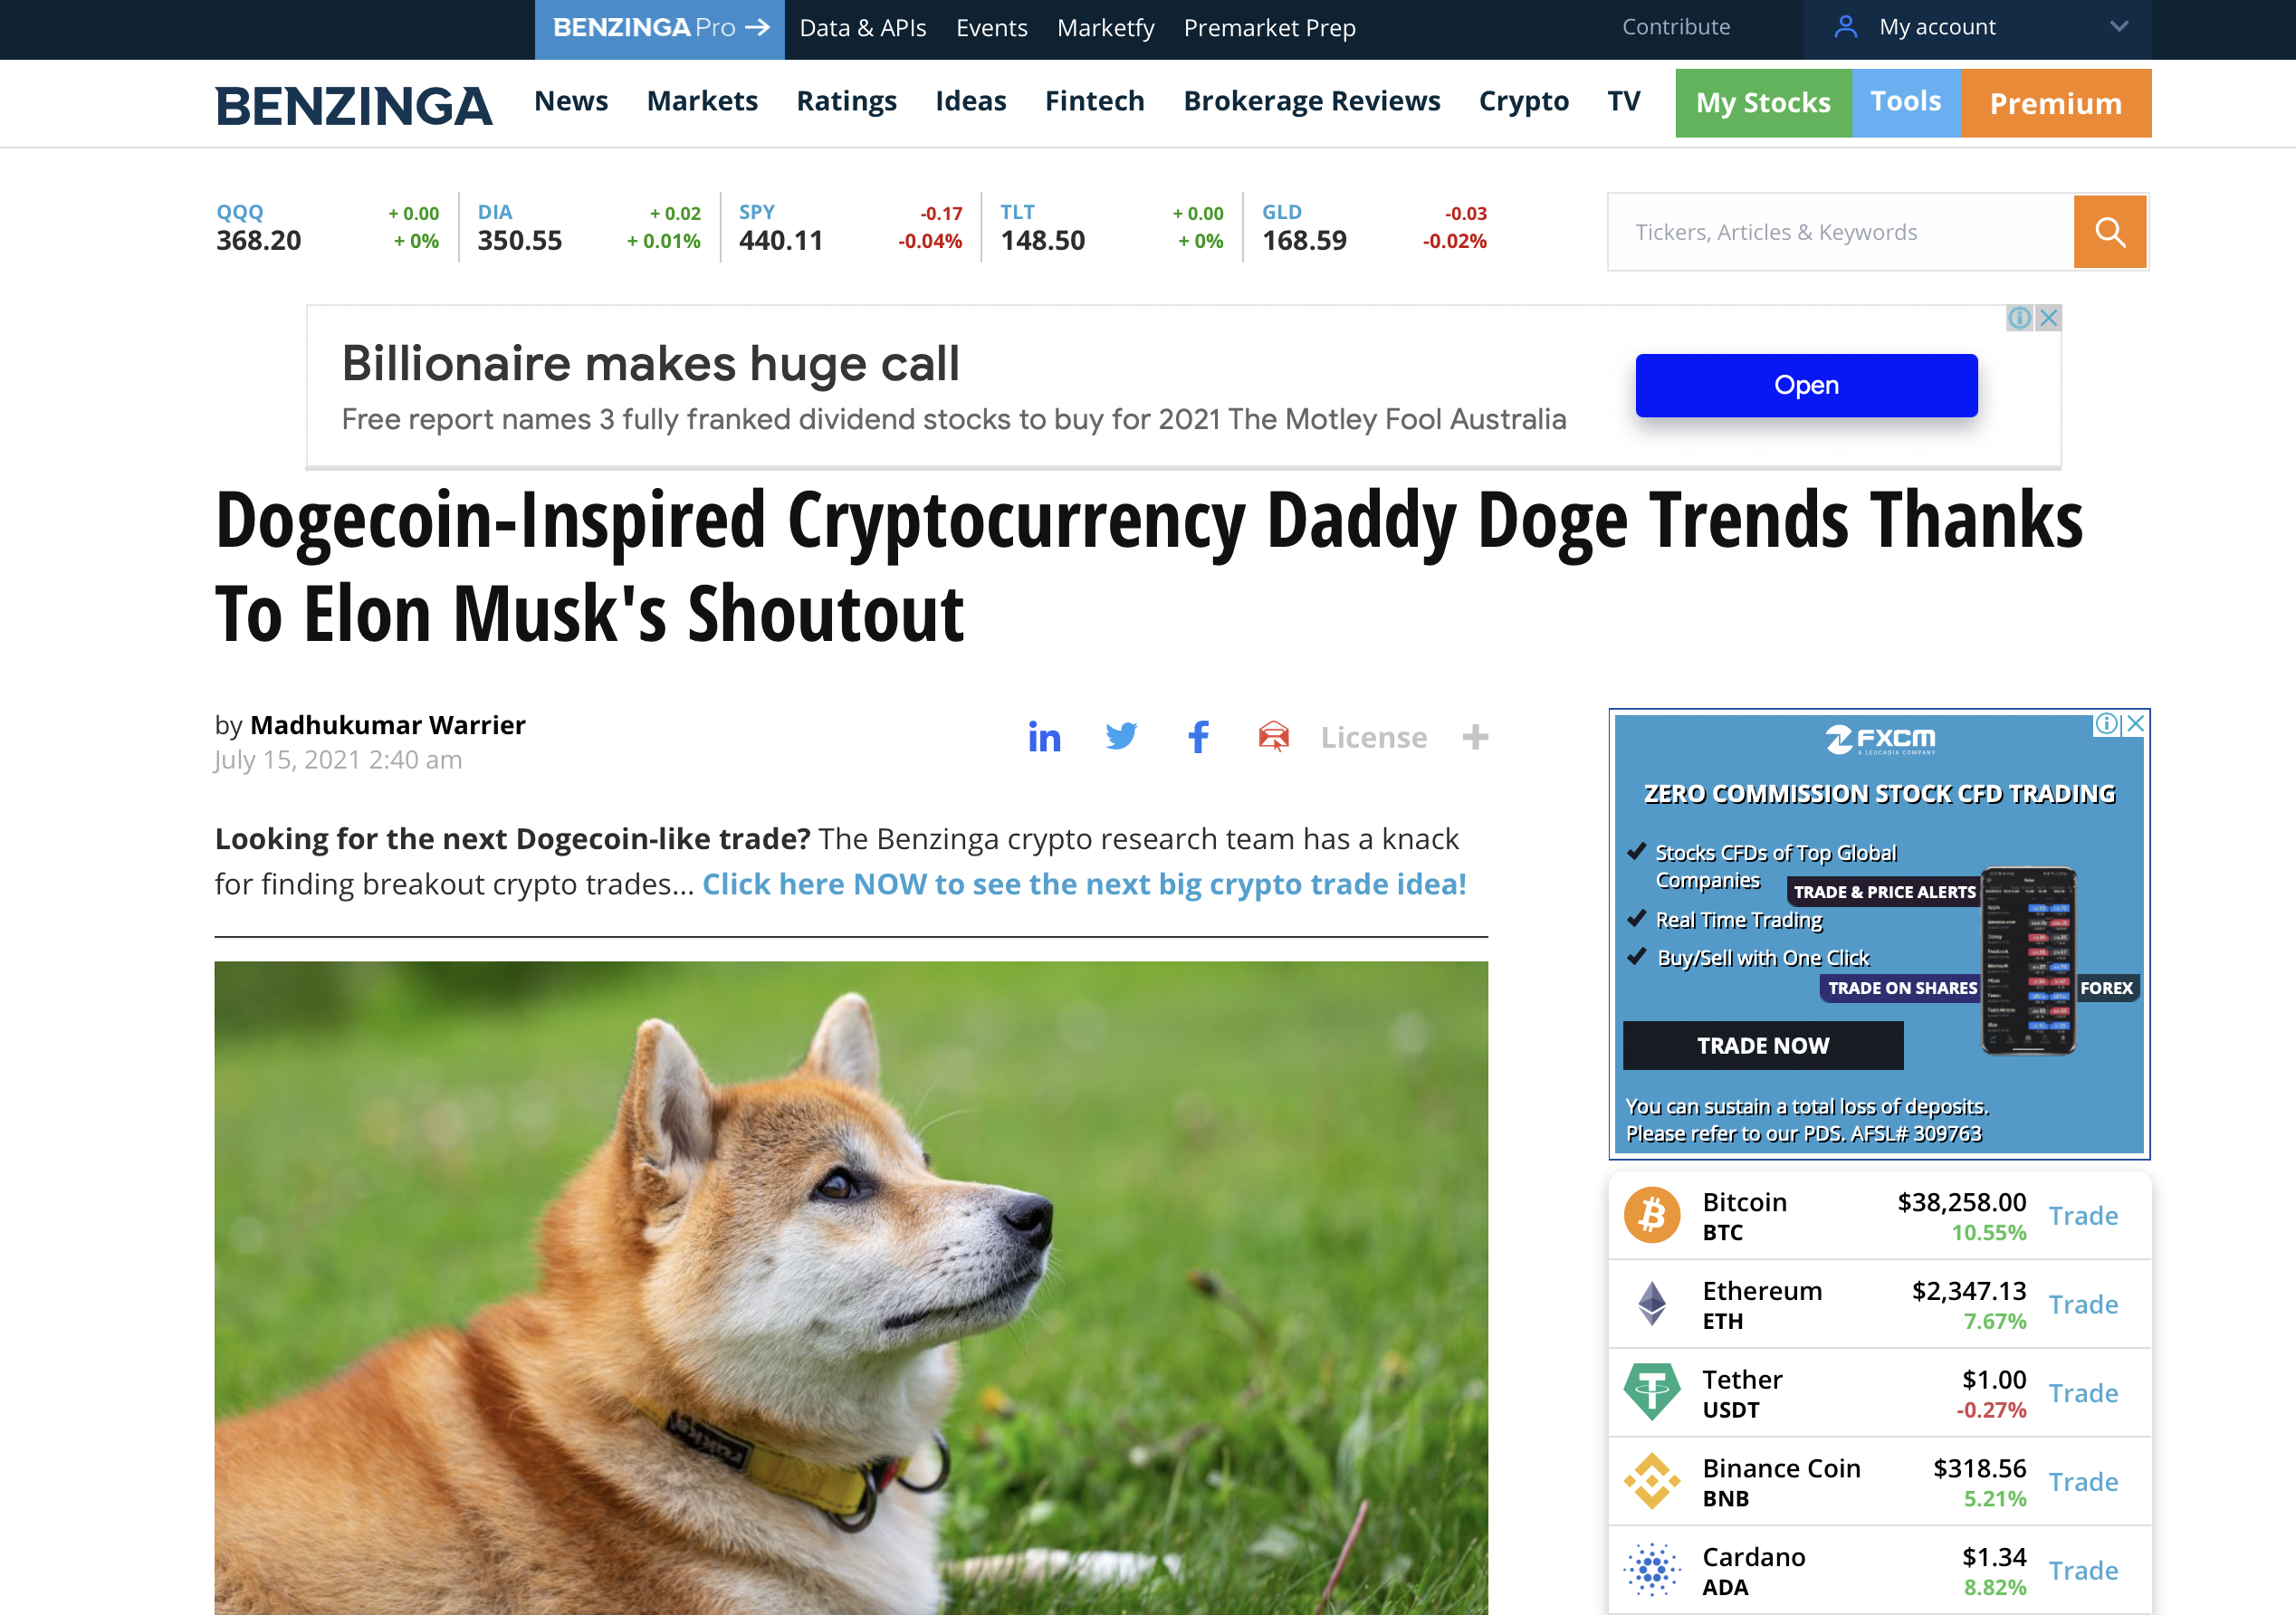 BENZINGA Pro → Data & APIs Events Marketfy Premarket Prep Contribute My account
BENZINGA News Markets Ratings Ideas Fintech Brokerage Reviews Crypto TV My Stocks Tools Premium
QQQ + 0.00 DIA + 0.02 SPY -0.17 TLT + 0.00 GLD -0.03
368.20 + 0% 350.55 + 0.01% 440.11 -0.04% 148.50 + 0% 168.59 -0.02%
Tickers, Articles & Keywords
Billionaire makes huge call
Free report names 3 fully franked dividend stocks to buy for 2021 The Motley Fool Australia
Open
Dogecoin-Inspired Cryptocurrency Daddy Doge Trends Thanks
To Elon Musk's Shoutout
by Madhukumar Warrier
July 15, 2021 2:40 am
License
Looking for the next Dogecoin-like trade? The Benzinga crypto research team has a knack
for finding breakout crypto trades... Click here NOW to see the next big crypto trade idea!
FXCM
A LEUCADIA COMPANY
ZERO COMMISSION STOCK CFD TRADING
Stocks CFDs of Top Global
Companies
TRADE & PRICE ALERTS
Real Time Trading
Buy/Sell with One Click
TRADE ON SHARES
FOREX
TRADE NOW
You can sustain a total loss of deposits.
Please refer to our PDS. AFSL# 309763
Bitcoin $38,258.00 Trade
BTC 10.55%
Ethereum $2,347.13 Trade
ETH 7.67%
Tether $1.00 Trade
USDT -0.27%
Binance Coin $318.56 Trade
BNB 5.21%
Cardano $1.34 Trade
ADA 8.82%